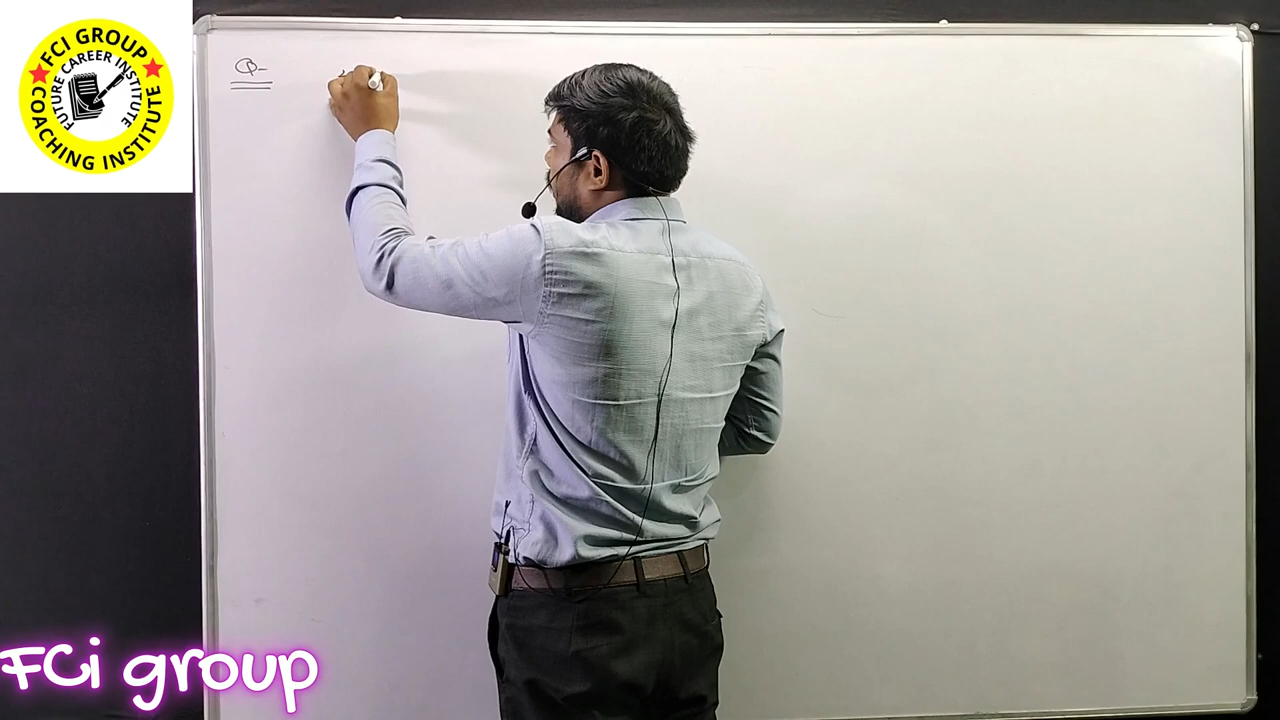 FCI GROUP
FUTURE CAREER INSTITUTE
COACHING INSTITUTE
Q-
FCi group